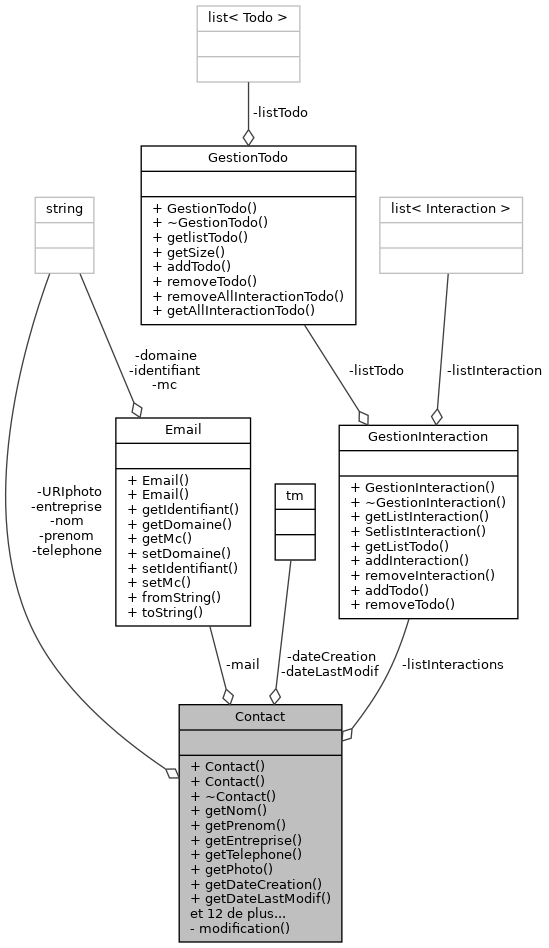 list< Todo >
-listTodo
GestionTodo
+ GestionTodo()
+ ~GestionTodo()
+ getlistTodo()
+ getSize()
+ addTodo()
+ removeTodo()
+ removeAllInteractionTodo()
+ getAllInteractionTodo()
string
list< Interaction >
-domaine
-identifiant
-mc
-listTodo
-listInteraction
Email
+ Email()
+ Email()
+ getIdentifiant()
+ getDomaine()
+ getMc()
+ setDomaine()
+ setIdentifiant()
+ setMc()
+ fromString()
+ toString()
GestionInteraction
+ GestionInteraction()
+ ~GestionInteraction()
+ getListInteraction()
+ SetlistInteraction()
+ getListTodo()
+ addInteraction()
+ removeInteraction()
+ addTodo()
+ removeTodo()
tm
-URIphoto
-entreprise
-nom
-prenom
-telephone
-mail
-dateCreation
-dateLastModif
-listInteractions
Contact
+ Contact()
+ Contact()
+ ~Contact()
+ getNom()
+ getPrenom()
+ getEntreprise()
+ getTelephone()
+ getPhoto()
+ getDateCreation()
+ getDateLastModif()
et 12 de plus...
- modification()